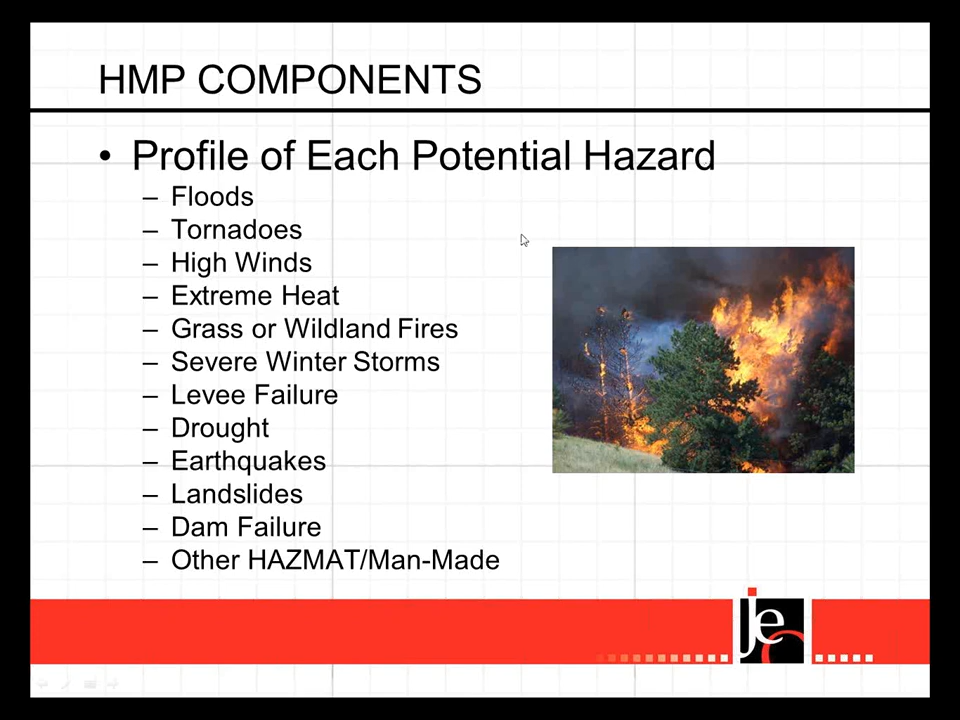 HMP COMPONENTS
• Profile of Each Potential Hazard
– Floods
– Tornadoes
– High Winds
– Extreme Heat
– Grass or Wildland Fires
– Severe Winter Storms
– Levee Failure
– Drought
– Earthquakes
– Landslides
– Dam Failure
– Other HAZMAT/Man-Made
jeo